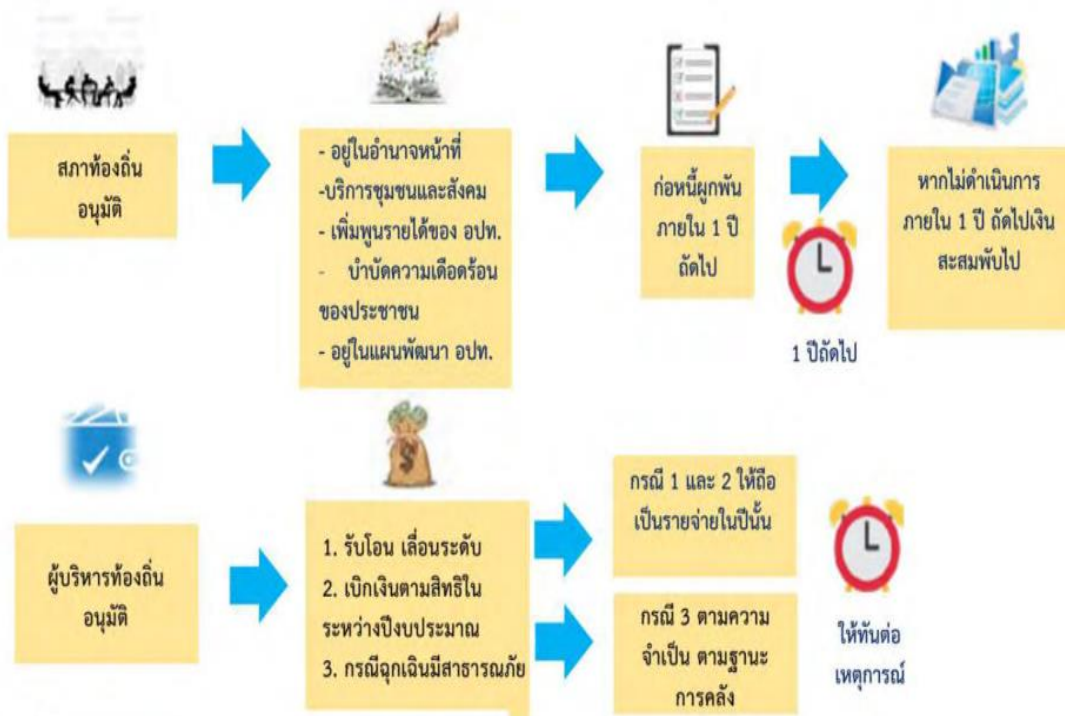 สภาท้องถิ่น
อนุมัติ
- อยู่ในอำนาจหน้าที่
-บริการชุมชนและสังคม
- เพิ่มพูนรายได้ของ อปท.
- บำบัดความเดือดร้อน
ของประชาชน
- อยู่ในแผนพัฒนา อปท.
ก่อหนี้ผูกพัน
ภายใน 1 ปี
ถัดไป
1 ปีถัดไป
หากไม่ดำเนินการ
ภายใน 1 ปี ถัดไปเงิน
สะสมพับไป
ผู้บริหารท้องถิ่น
อนุมัติ
1. รับโอน เลื่อนระดับ
2. เบิกเงินตามสิทธิใน
ระหว่างปีงบประมาณ
3. กรณีฉุกเฉินมีสาธารณภัย
กรณี 1 และ 2 ให้ถือ
เป็นรายจ่ายในปีนั้น
กรณี 3 ตามความ
จำเป็น ตามฐานะ
การคลัง
ให้ทันต่อ
เหตุการณ์